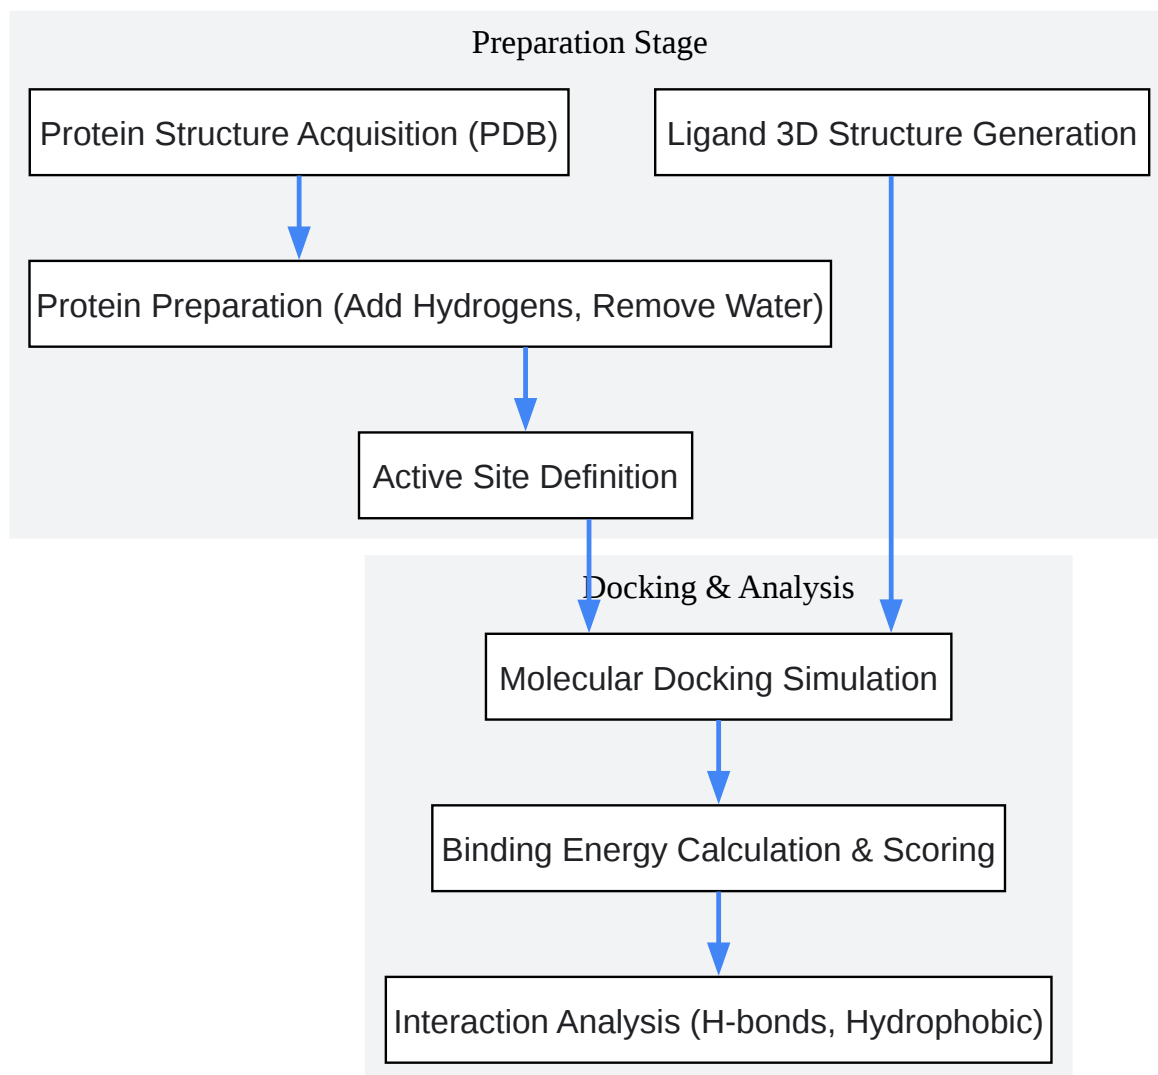 Preparation Stage
Protein Structure Acquisition (PDB)
Ligand 3D Structure Generation
Protein Preparation (Add Hydrogens, Remove Water)
Active Site Definition
Docking & Analysis
Molecular Docking Simulation
Binding Energy Calculation & Scoring
Interaction Analysis (H-bonds, Hydrophobic)